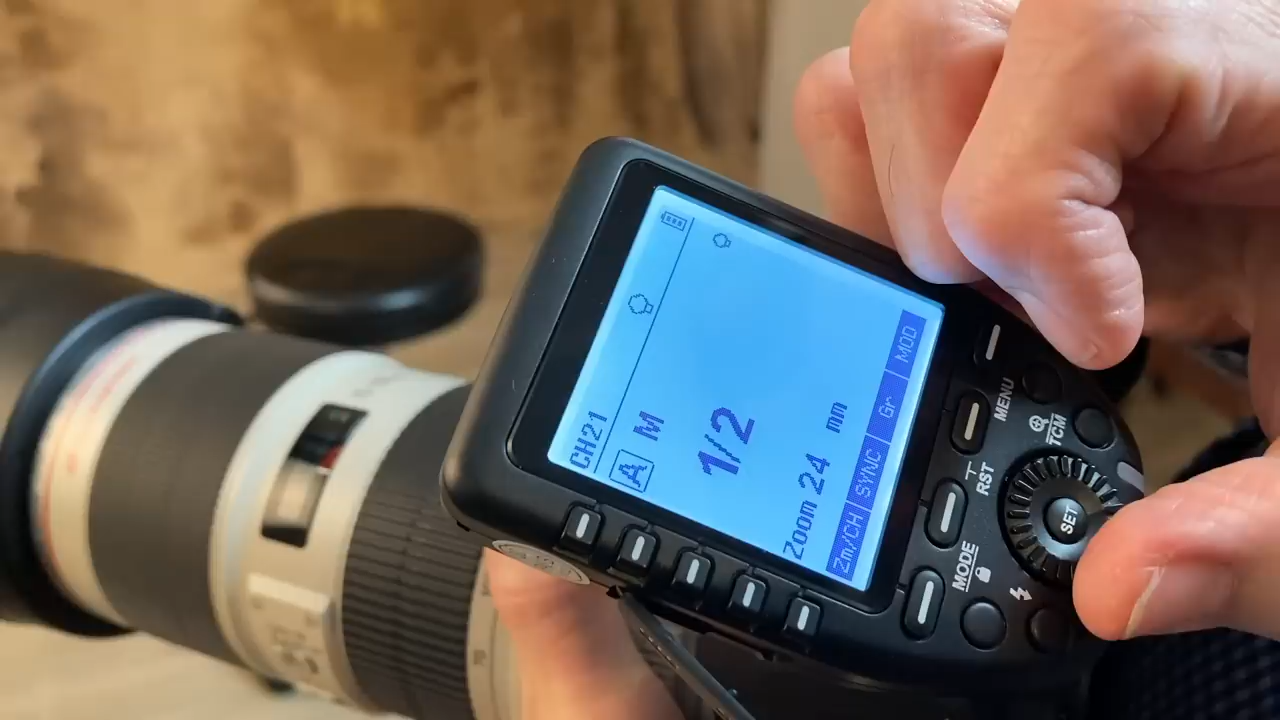 CH21
A M
1/2
Zoom 24 mm
Zm/CH SYNC Gr MOD
MENU
TCM
RST
MODE
SET